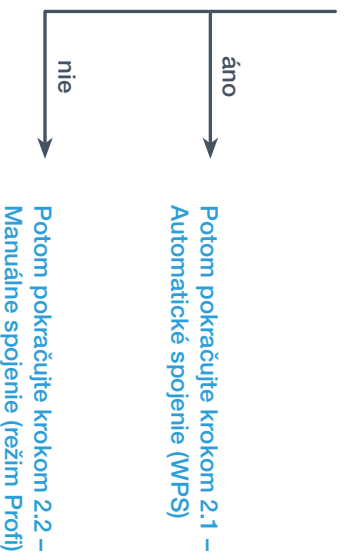 áno
Potom pokračujte krokom 2.1 –
Automatické spojenie (WPS)
nie
Potom pokračujte krokom 2.2 –
Manuálne spojenie (režim Profi)